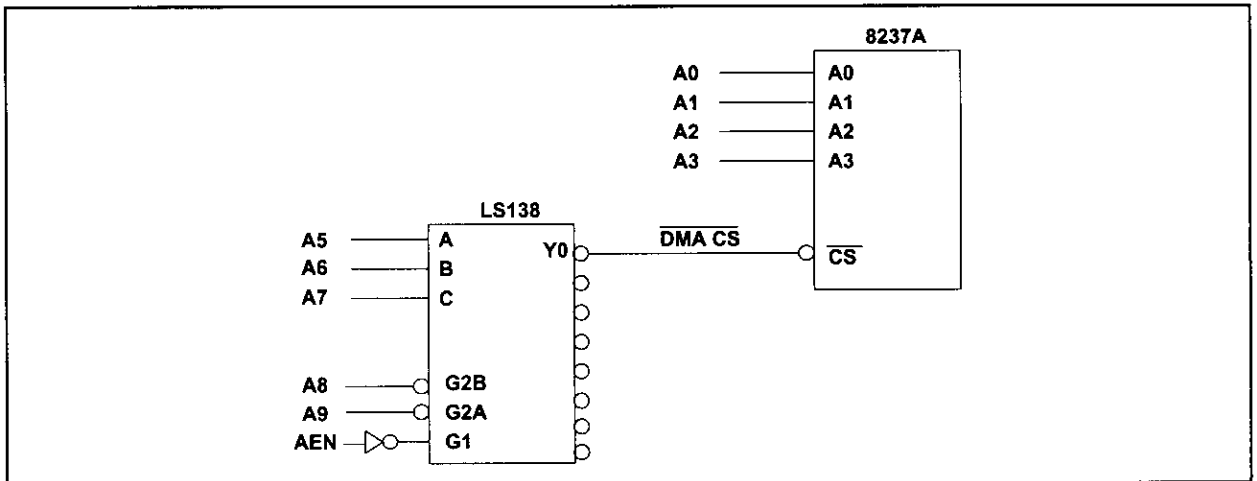 8237A
A0 A0
A1 A1
A2 A2
A3 A3
LS138
A5 A Y0 DMA CS CS
A6 B
A7 C
A8 G2B
A9 G2A
AEN G1